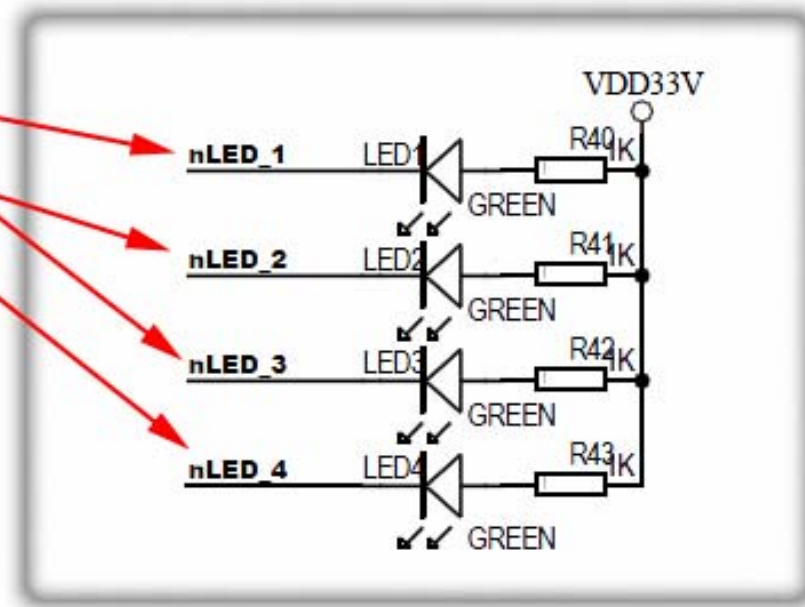 VDD33V
nLED_1 LED1 R40 1K
GREEN
nLED_2 LED2 R41 1K
GREEN
nLED_3 LED3 R42 1K
GREEN
nLED_4 LED4 R43 1K
GREEN